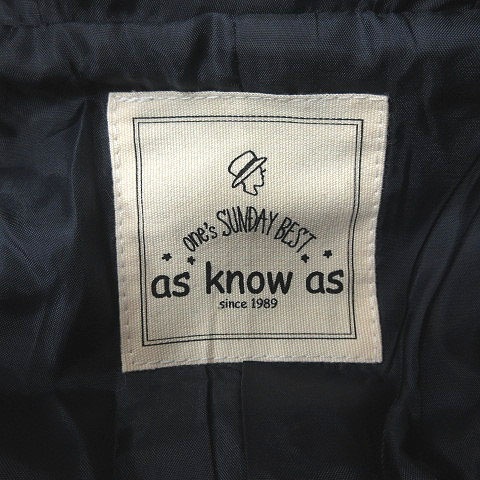 one's SUNDAY BEST
as know as
since 1989